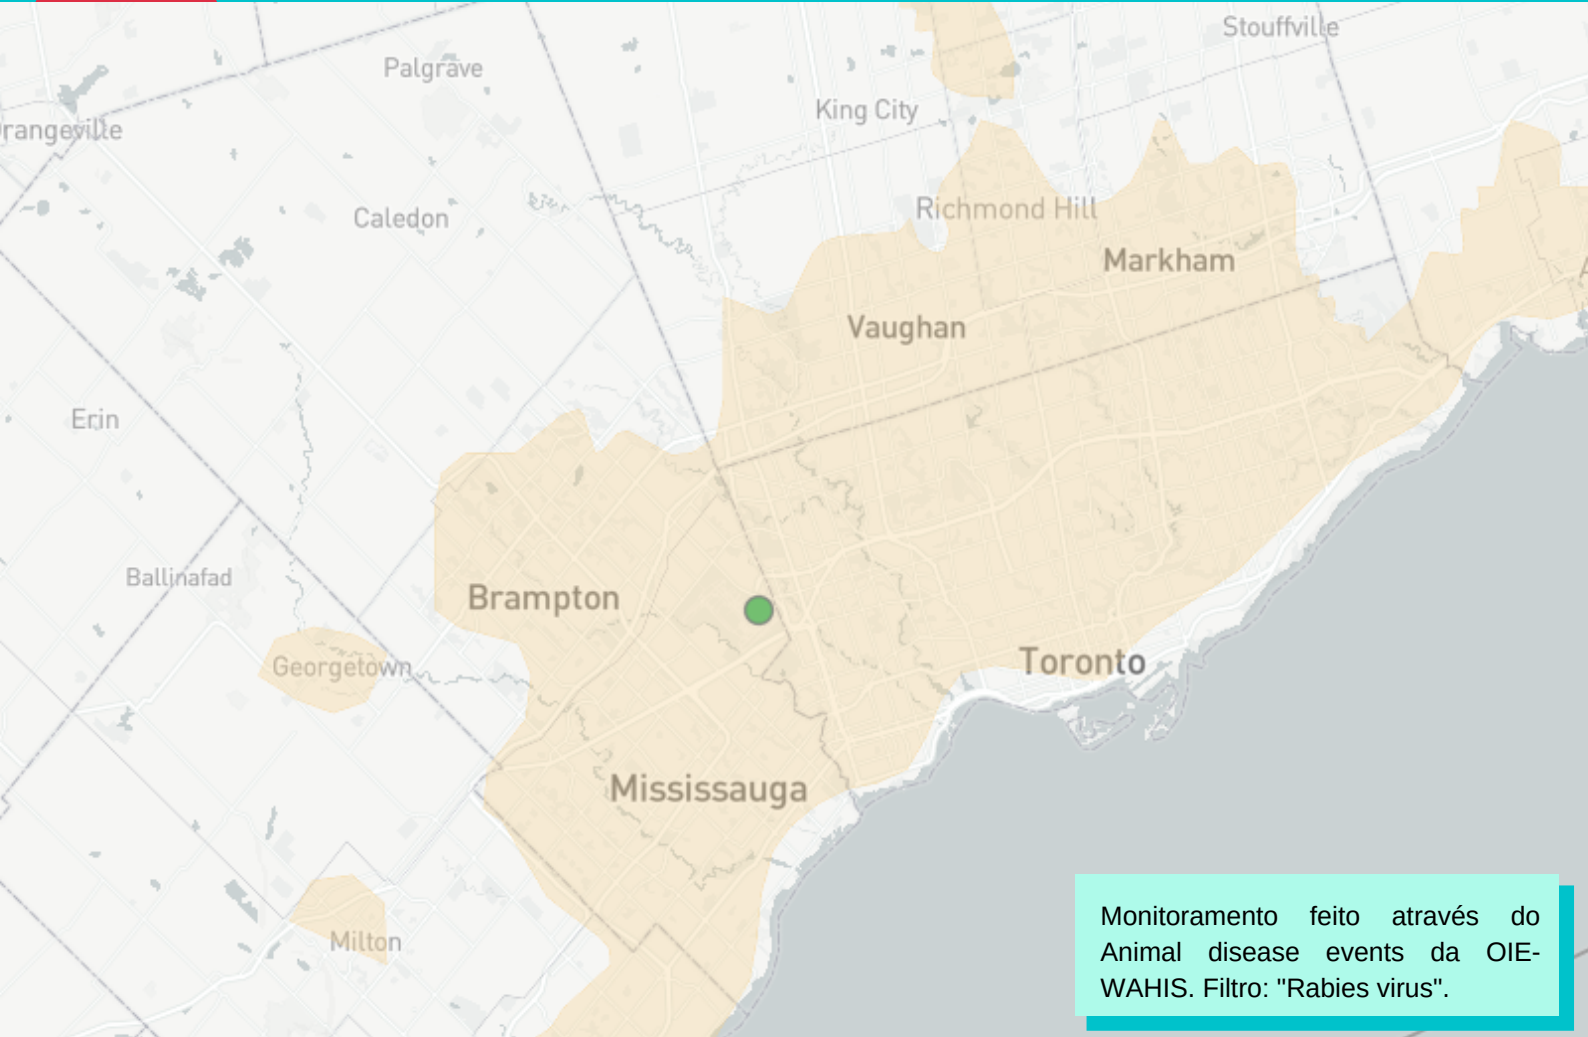 Stouffville
Palgrave
King City
rangeville
Richmond Hill
Caledon
Markham
Vaughan
Erin
Ballinafad
Brampton
Georgetown
Toronto
Mississauga
Milton
Monitoramento feito através do
Animal disease events da OIE-
WAHIS. Filtro: "Rabies virus".